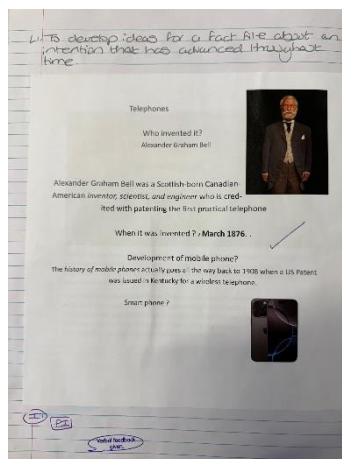 L.I. To develop ideas for a fact file about an
intention that has advanced throughout
time.
Telephones
Who invented it?
Alexander Graham Bell
Alexander Graham Bell was a Scottish-born Canadian-
American inventor, scientist, and engineer who is cred-
ited with patenting the first practical telephone
When it was invented? , March 1876. .
Development of mobile phone?
The history of mobile phones actually goes all the way back to 1908 when a US Patent
was issued in Kentucky for a wireless telephone.
Smart phone ?
PI
Verbal feedback
given